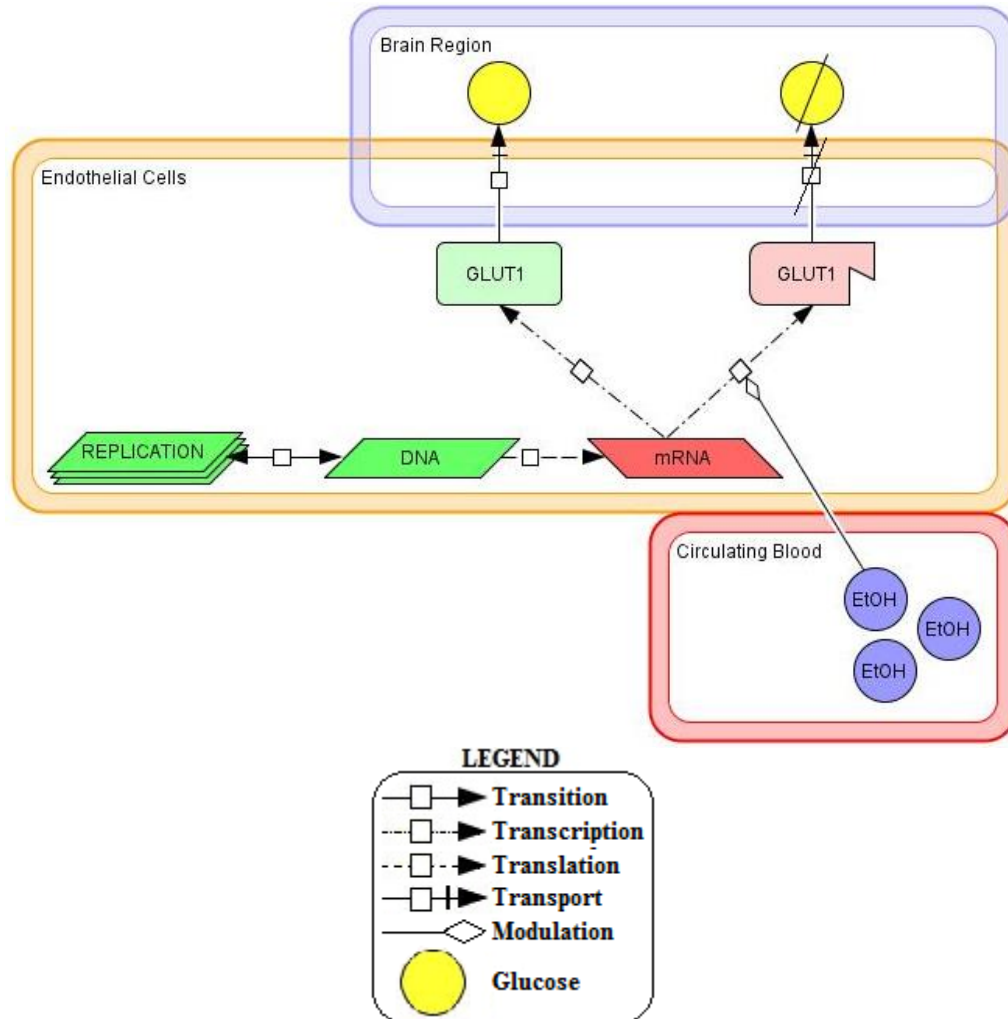 Brain Region
Endothelial Cells
GLUT1
GLUT1
REPLICATION
DNA
mRNA
Circulating Blood
EtOH
EtOH
EtOH
LEGEND
Transition
Transcription
Translation
Transport
Modulation
Glucose